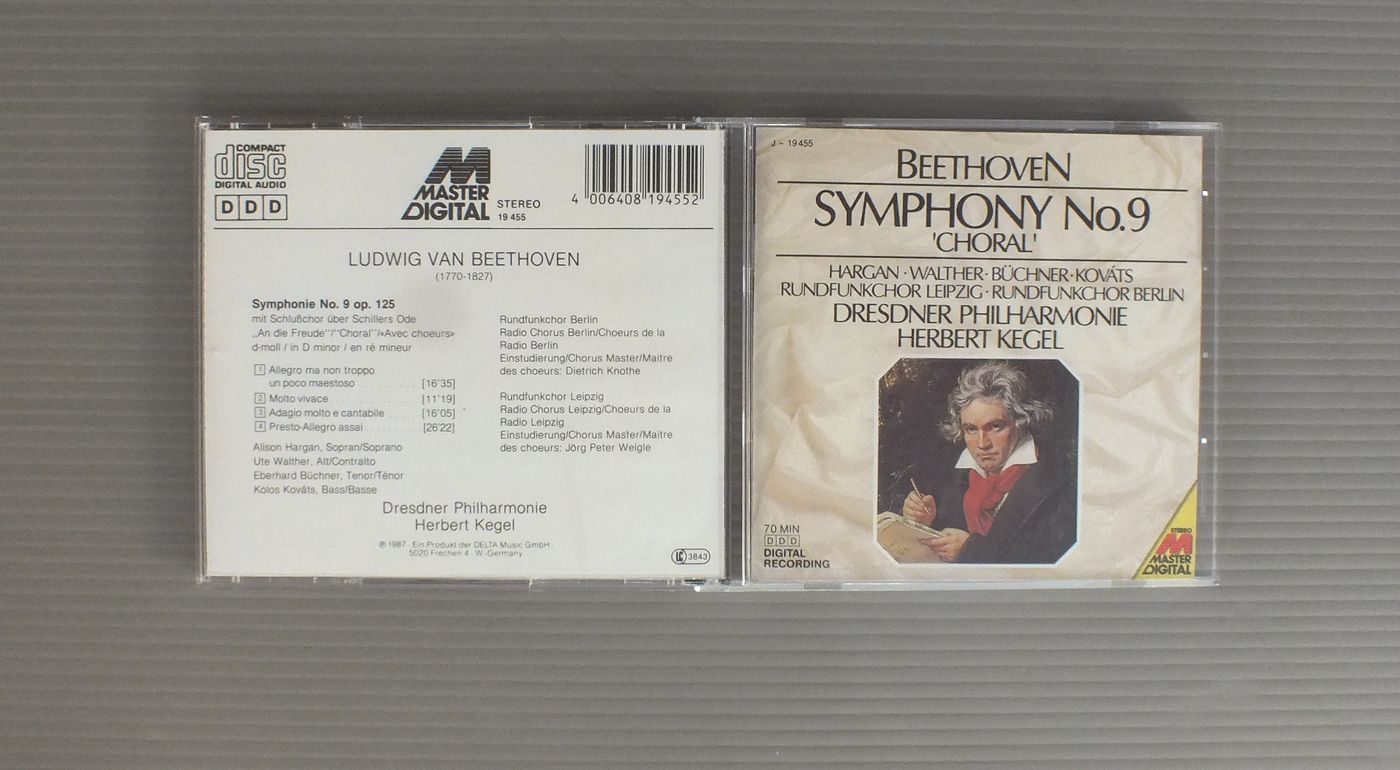 COMPACT
disc
DIGITAL AUDIO
DDD
M
MASTER
DIGITAL
STEREO
19 455
4 006408 194552
LUDWIG VAN BEETHOVEN
(1770-1827)
Symphonie No. 9 op. 125
mit Schlußchor über Schillers Ode
„An die Freude"/"Choral"/«Avec choeurs»
d-moll / in D minor / en ré mineur
1 Allegro ma non troppo
un poco maestoso [16'35]
2 Molto vivace [11'19]
3 Adagio molto e cantabile [16'05]
4 Presto-Allegro assai [26'22]
Alison Hargan, Sopran/Soprano
Ute Walther, Alt/Contralto
Eberhard Büchner, Tenor/Ténor
Kolos Kováts, Bass/Basse
Rundfunkchor Berlin
Radio Chorus Berlin/Choeurs de la
Radio Berlin
Einstudierung/Chorus Master/Maitre
des choeurs: Dietrich Knothe
Rundfunkchor Leipzig
Radio Chorus Leipzig/Choeurs de la
Radio Leipzig
Einstudierung/Chorus Master/Maitre
des choeurs: Jörg Peter Weigle
Dresdner Philharmonie
Herbert Kegel
℗ 1987 · Ein Produkt der DELTA Music GmbH ·
5020 Frechen 4 · W.-Germany
LC 3843
J - 19 455
BEETHOVEN
SYMPHONY No.9
'CHORAL'
HARGAN · WALTHER · BÜCHNER · KOVÁTS
RUNDFUNKCHOR LEIPZIG · RUNDFUNKCHOR BERLIN
DRESDNER PHILHARMONIE
HERBERT KEGEL
70 MIN
DDD
DIGITAL
RECORDING
STEREO
M
MASTER
DIGITAL